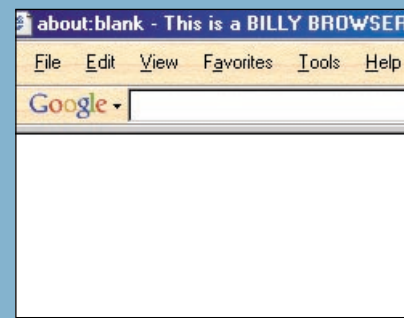 about:blank - This is a BILLY BROWSER
File Edit View Favorites Tools Help
Google